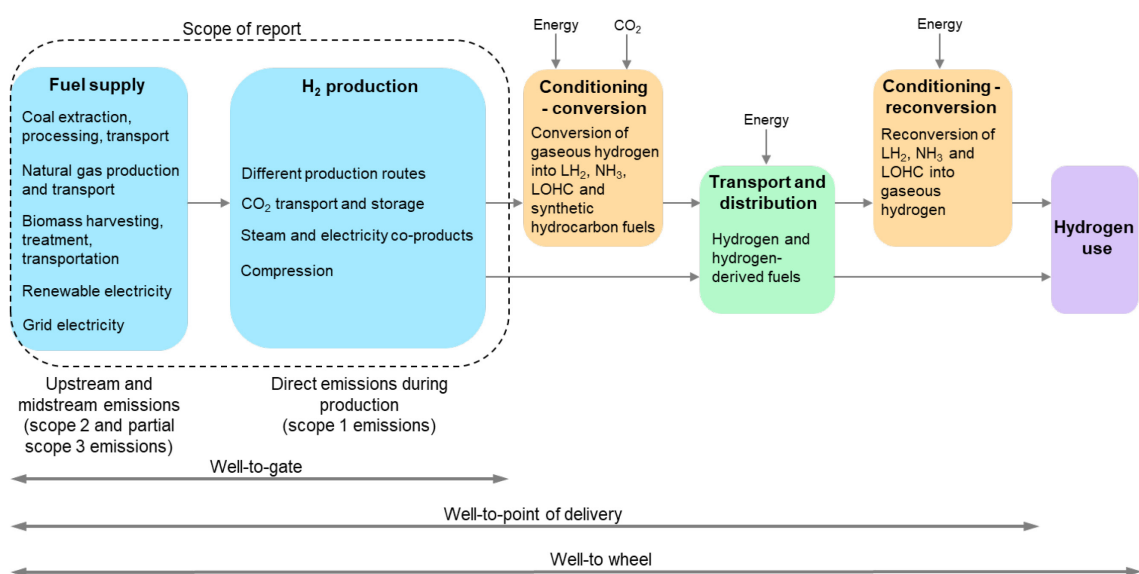 Scope of report
Energy
CO₂
Energy
Fuel supply
Coal extraction,
processing, transport
Natural gas production
and transport
Biomass harvesting,
treatment,
transportation
Renewable electricity
Grid electricity
H₂ production
Different production routes
CO₂ transport and storage
Steam and electricity co-products
Compression
Conditioning
- conversion
Conversion of
gaseous hydrogen
into LH₂, NH₃,
LOHC and
synthetic
hydrocarbon fuels
Energy
Transport and
distribution
Hydrogen and
hydrogen-
derived fuels
Conditioning -
reconversion
Reconversion of
LH₂, NH₃ and
LOHC into
gaseous
hydrogen
Hydrogen
use
Upstream and
midstream emissions
(scope 2 and partial
scope 3 emissions)
Direct emissions during
production
(scope 1 emissions)
Well-to-gate
Well-to-point of delivery
Well-to wheel